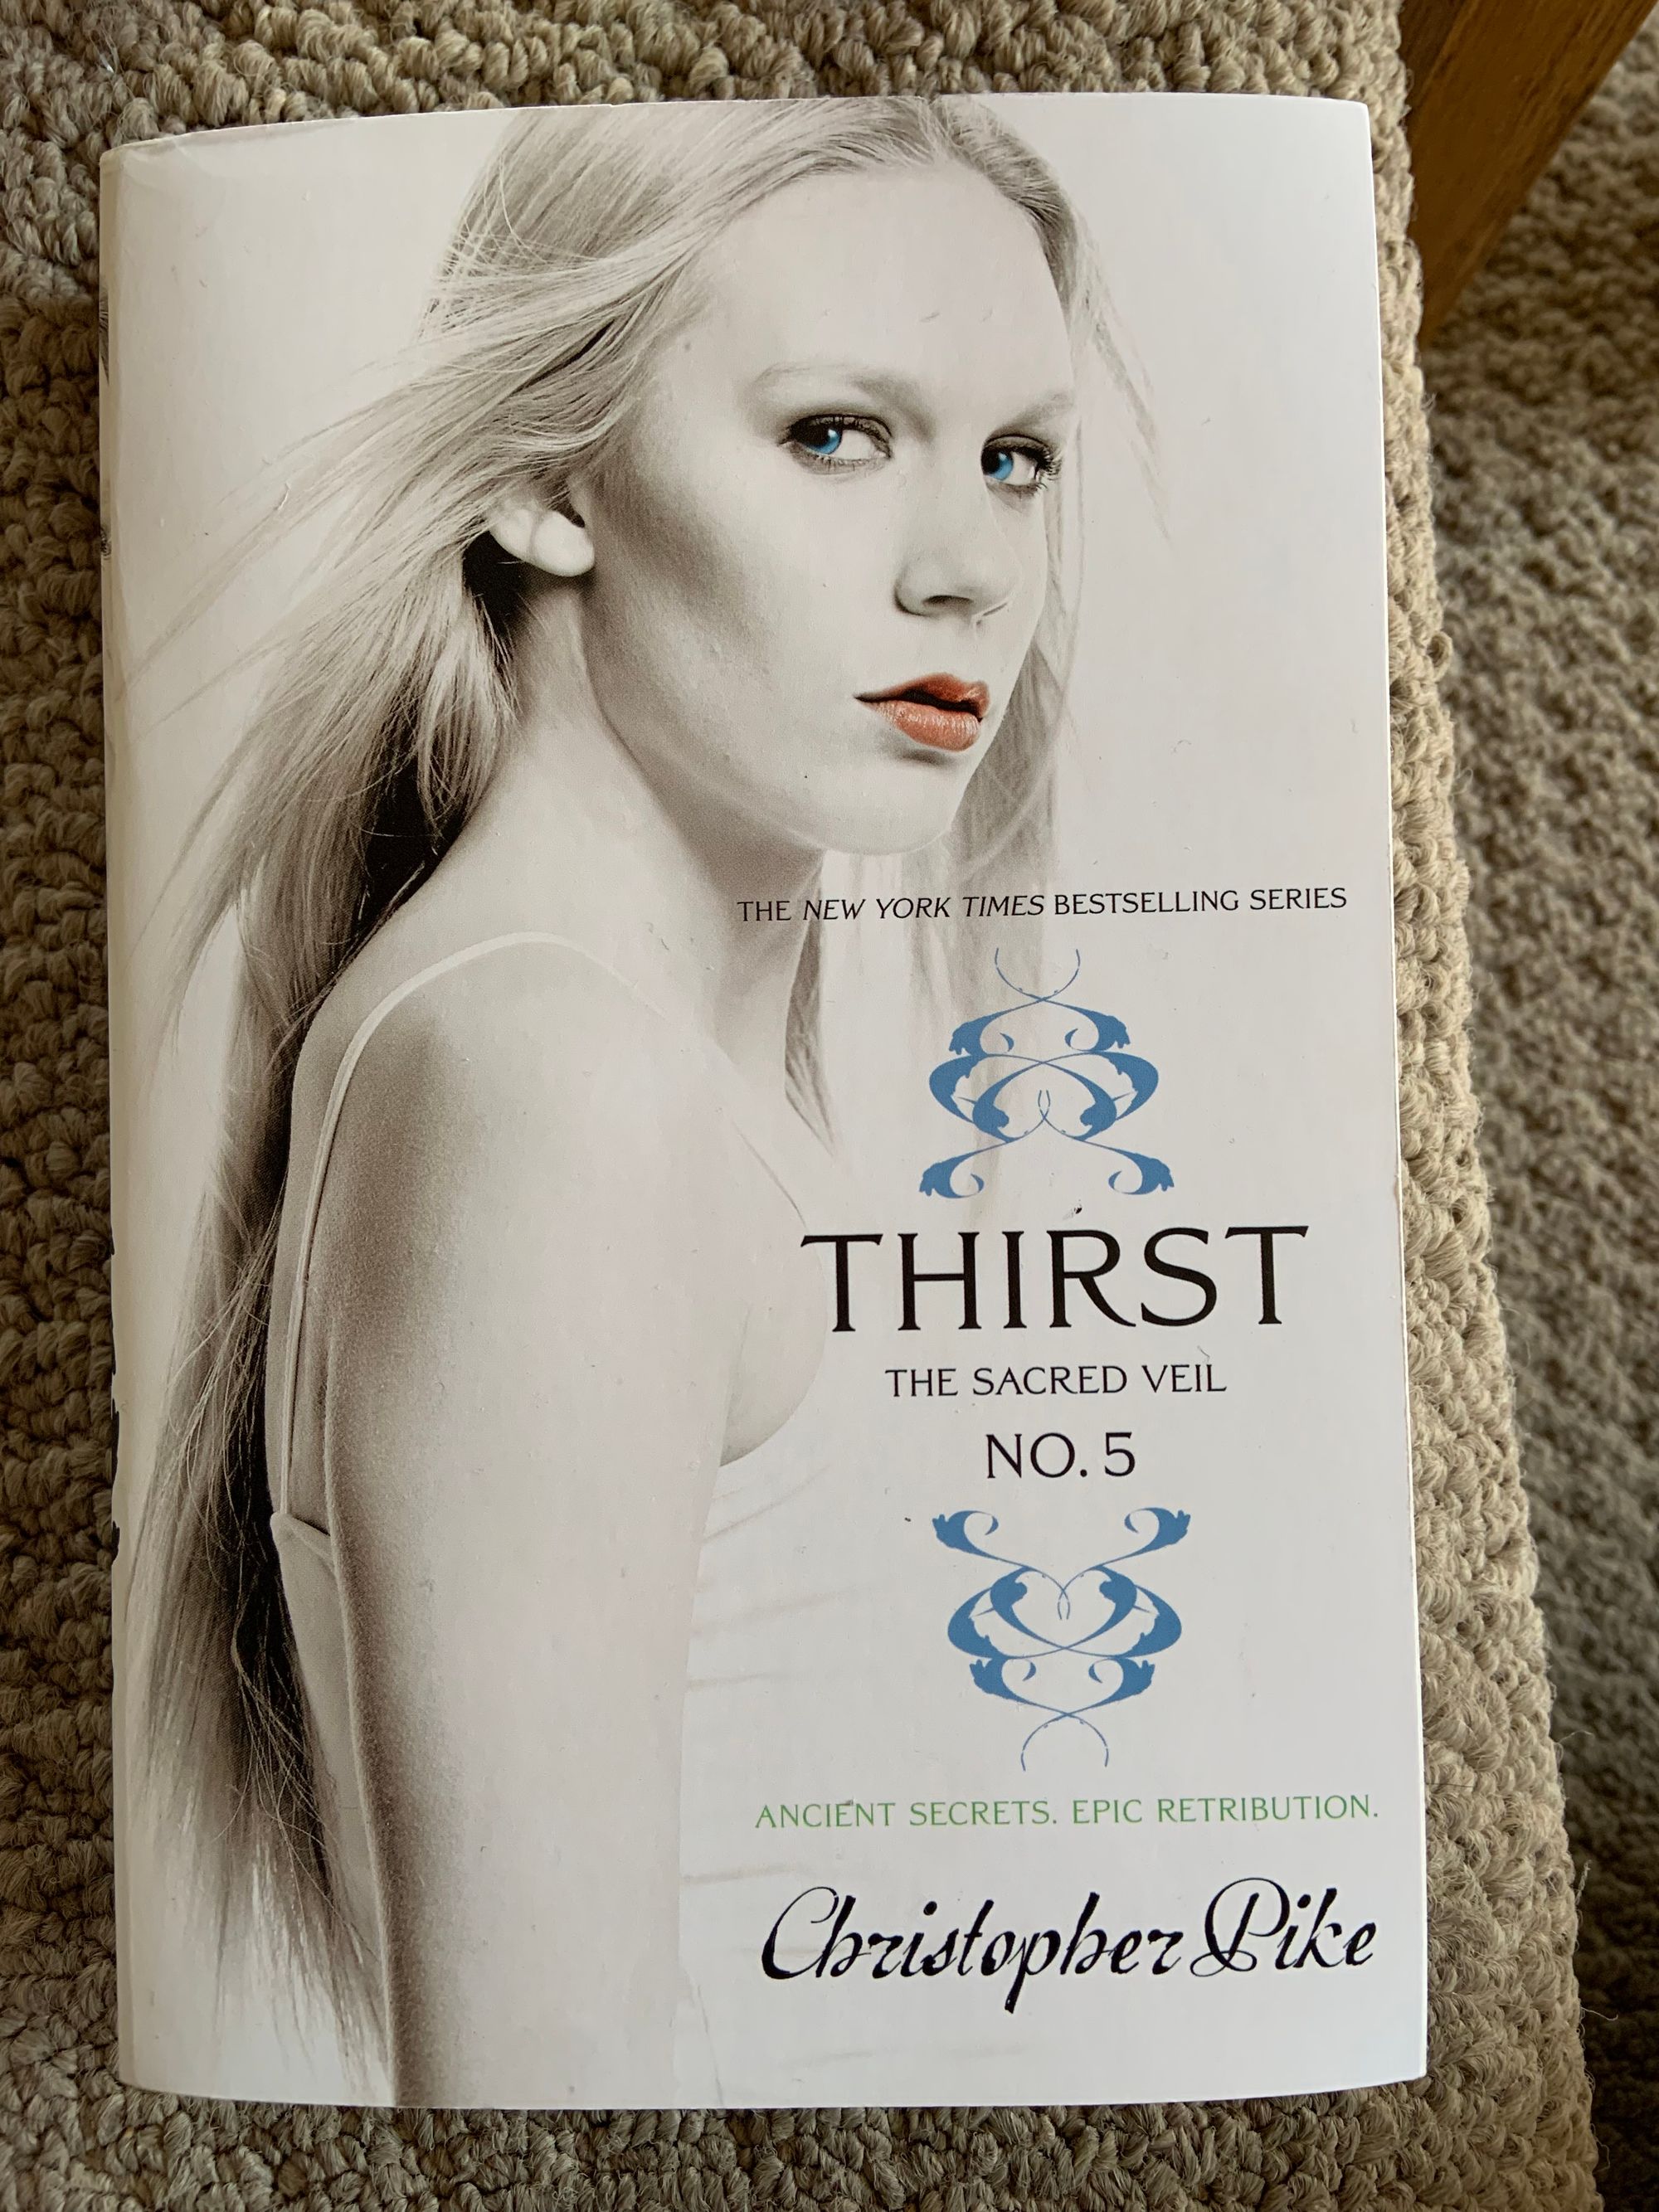 THE NEW YORK TIMES BESTSELLING SERIES
THIRST
THE SACRED VEIL
NO. 5
ANCIENT SECRETS. EPIC RETRIBUTION.
Christopher Pike